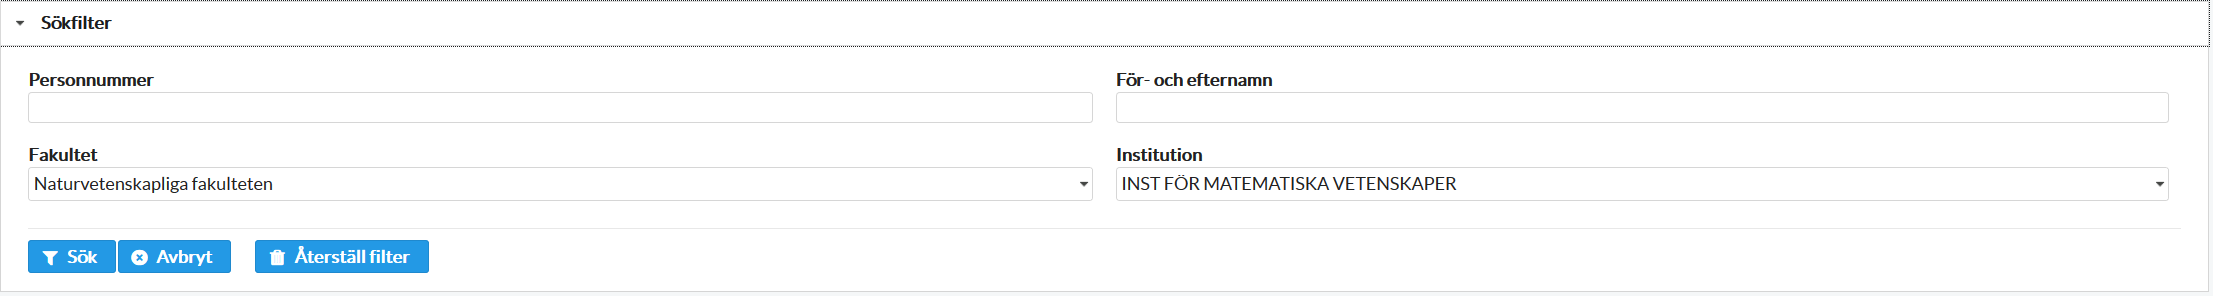 Sökfilter
Personnummer
För- och efternamn
Fakultet
Institution
Naturvetenskapliga fakulteten
INST FÖR MATEMATISKA VETENSKAPER
Sök
Avbryt
Återställ filter